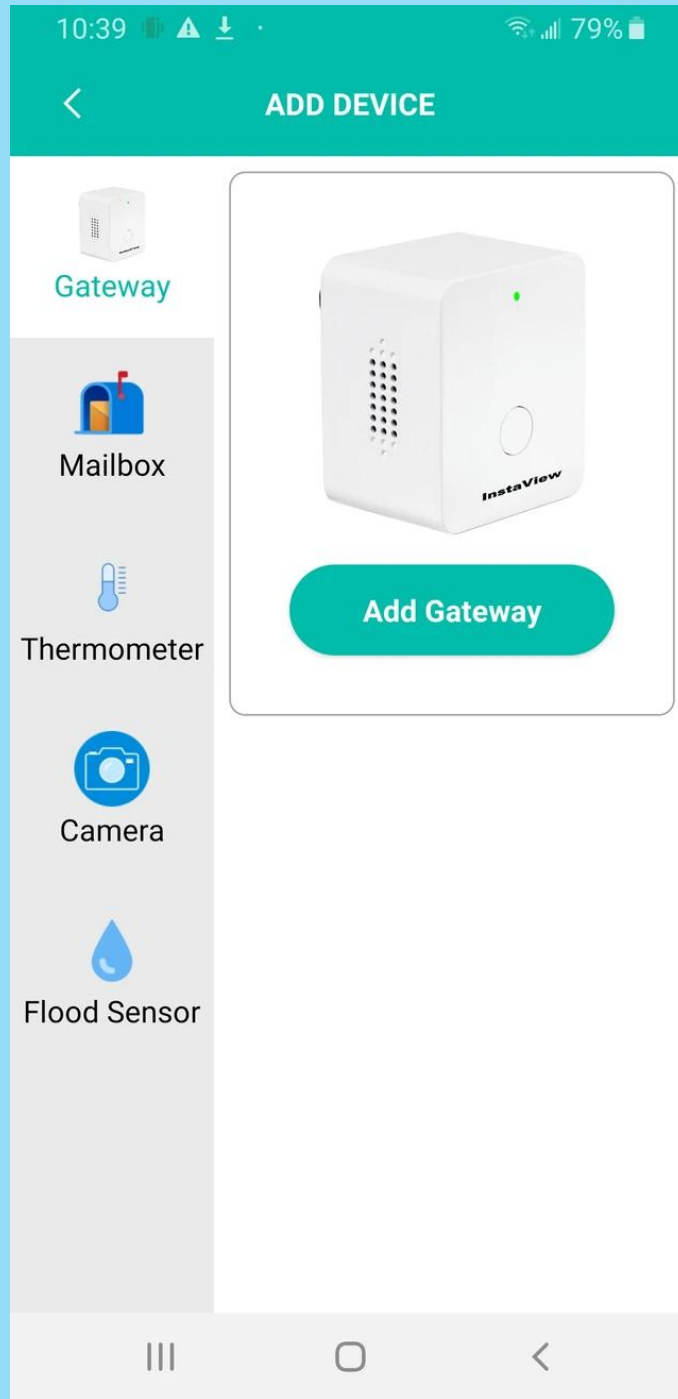 10:39
79%
ADD DEVICE
Gateway
Mailbox
Thermometer
Camera
Flood Sensor
InstaView
Add Gateway